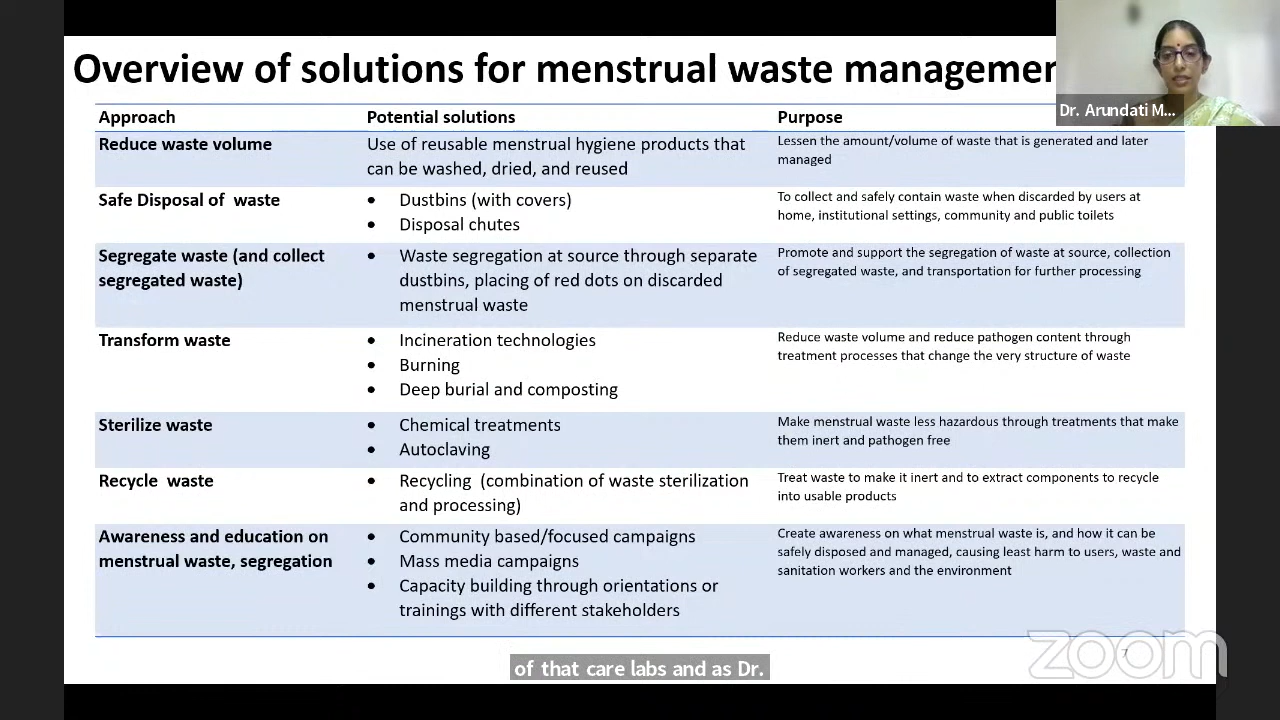 Overview of solutions for menstrual waste managemen
Dr. Arundati M...
Approach Potential solutions Purpose
Reduce waste volume
Use of reusable menstrual hygiene products that
can be washed, dried, and reused
Lessen the amount/volume of waste that is generated and later
managed
Safe Disposal of waste
• Dustbins (with covers)
• Disposal chutes
To collect and safely contain waste when discarded by users at
home, institutional settings, community and public toilets
Segregate waste (and collect
segregated waste)
• Waste segregation at source through separate
dustbins, placing of red dots on discarded
menstrual waste
Promote and support the segregation of waste at source, collection
of segregated waste, and transportation for further processing
Transform waste
• Incineration technologies
• Burning
• Deep burial and composting
Reduce waste volume and reduce pathogen content through
treatment processes that change the very structure of waste
Sterilize waste
• Chemical treatments
• Autoclaving
Make menstrual waste less hazardous through treatments that make
them inert and pathogen free
Recycle waste
• Recycling (combination of waste sterilization
and processing)
Treat waste to make it inert and to extract components to recycle
into usable products
Awareness and education on
menstrual waste, segregation
• Community based/focused campaigns
• Mass media campaigns
• Capacity building through orientations or
trainings with different stakeholders
Create awareness on what menstrual waste is, and how it can be
safely disposed and managed, causing least harm to users, waste and
sanitation workers and the environment
zoom
7
of that care labs and as Dr.